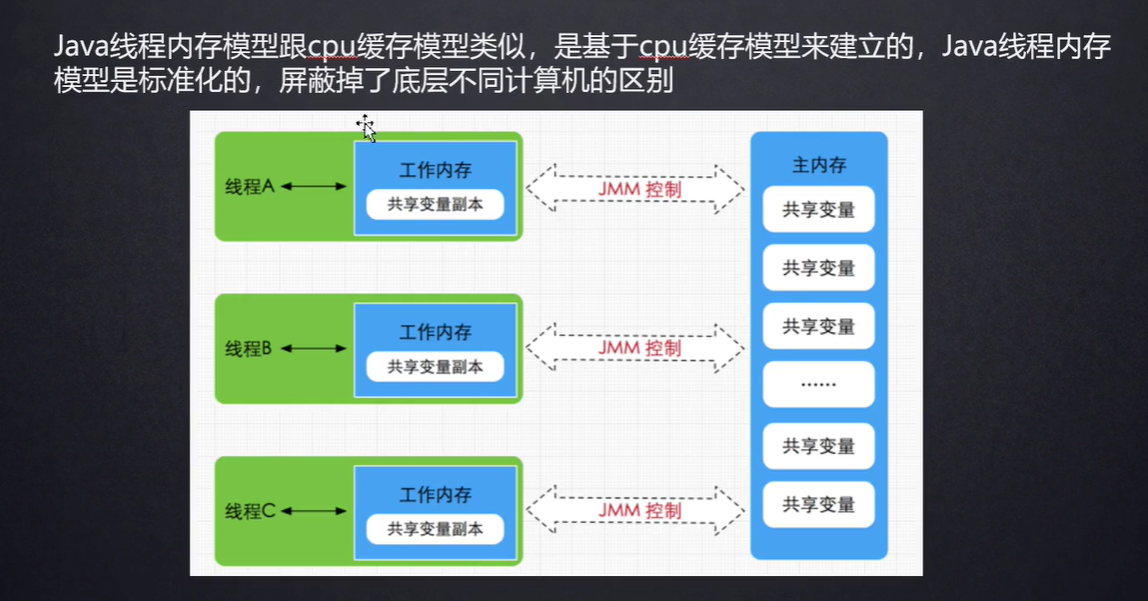 Java线程内存模型跟cpu缓存模型类似，是基于cpu缓存模型来建立的，Java线程内存
模型是标准化的，屏蔽掉了底层不同计算机的区别
线程A
工作内存
共享变量副本
JMM 控制
线程B
工作内存
共享变量副本
JMM 控制
线程C
工作内存
共享变量副本
JMM 控制
主内存
共享变量
共享变量
共享变量
······
共享变量
共享变量